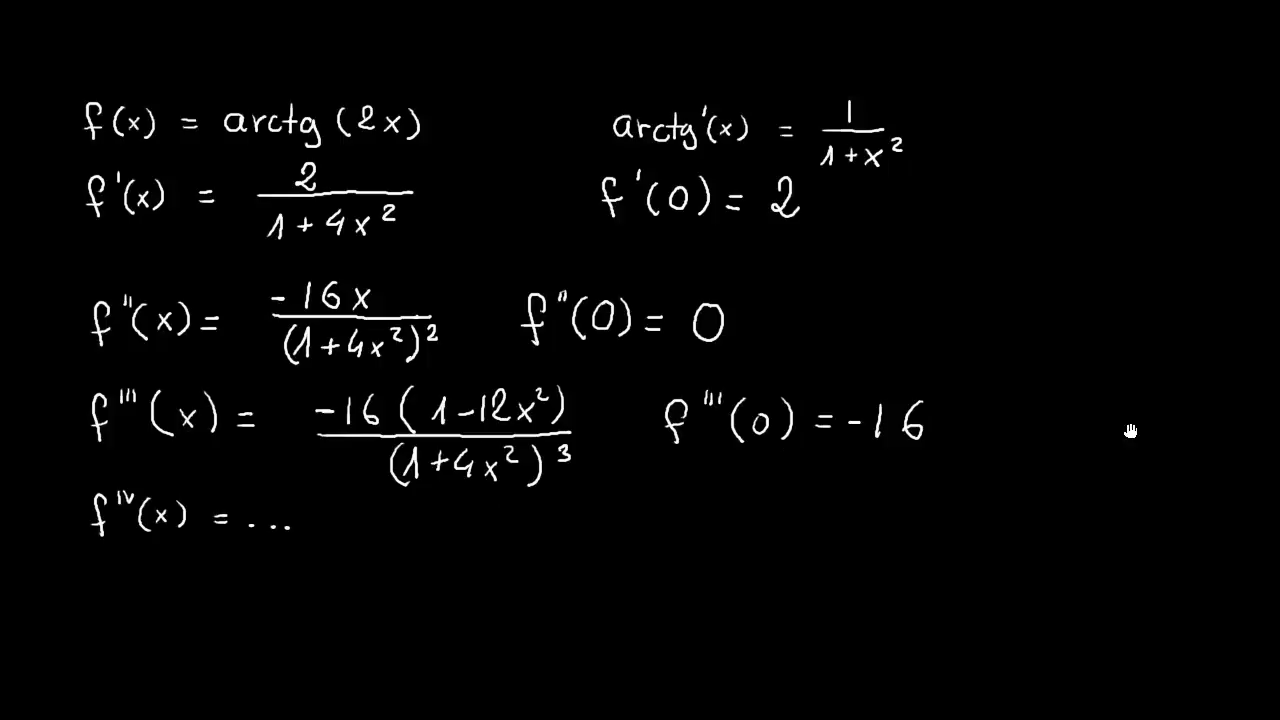 f(x) = arctg(2x) arctg'(x) = 1/(1+x²)
f'(x) = 2/(1+4x²) f'(0) = 2
f''(x) = -16x/(1+4x²)² f''(0) = 0
f'''(x) = -16(1-12x²)/(1+4x²)³ f'''(0) = -16
f^IV(x) = ...